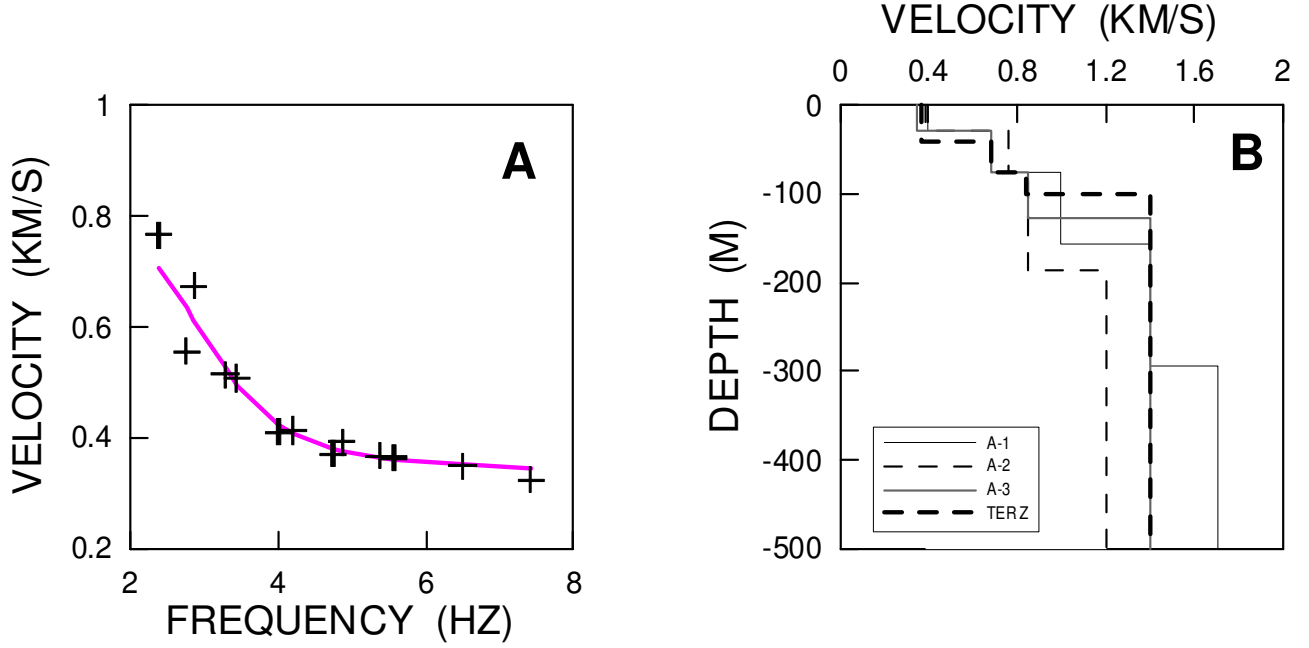 VELOCITY (KM/S)
0 0.4 0.8 1.2 1.6 2
1
0.8
0.6
0.4
0.2
VELOCITY (KM/S)
A
2 4 6 8
FREQUENCY (HZ)
0
-100
-200
-300
-400
-500
DEPTH (M)
B
A-1
A-2
A-3
TERZ